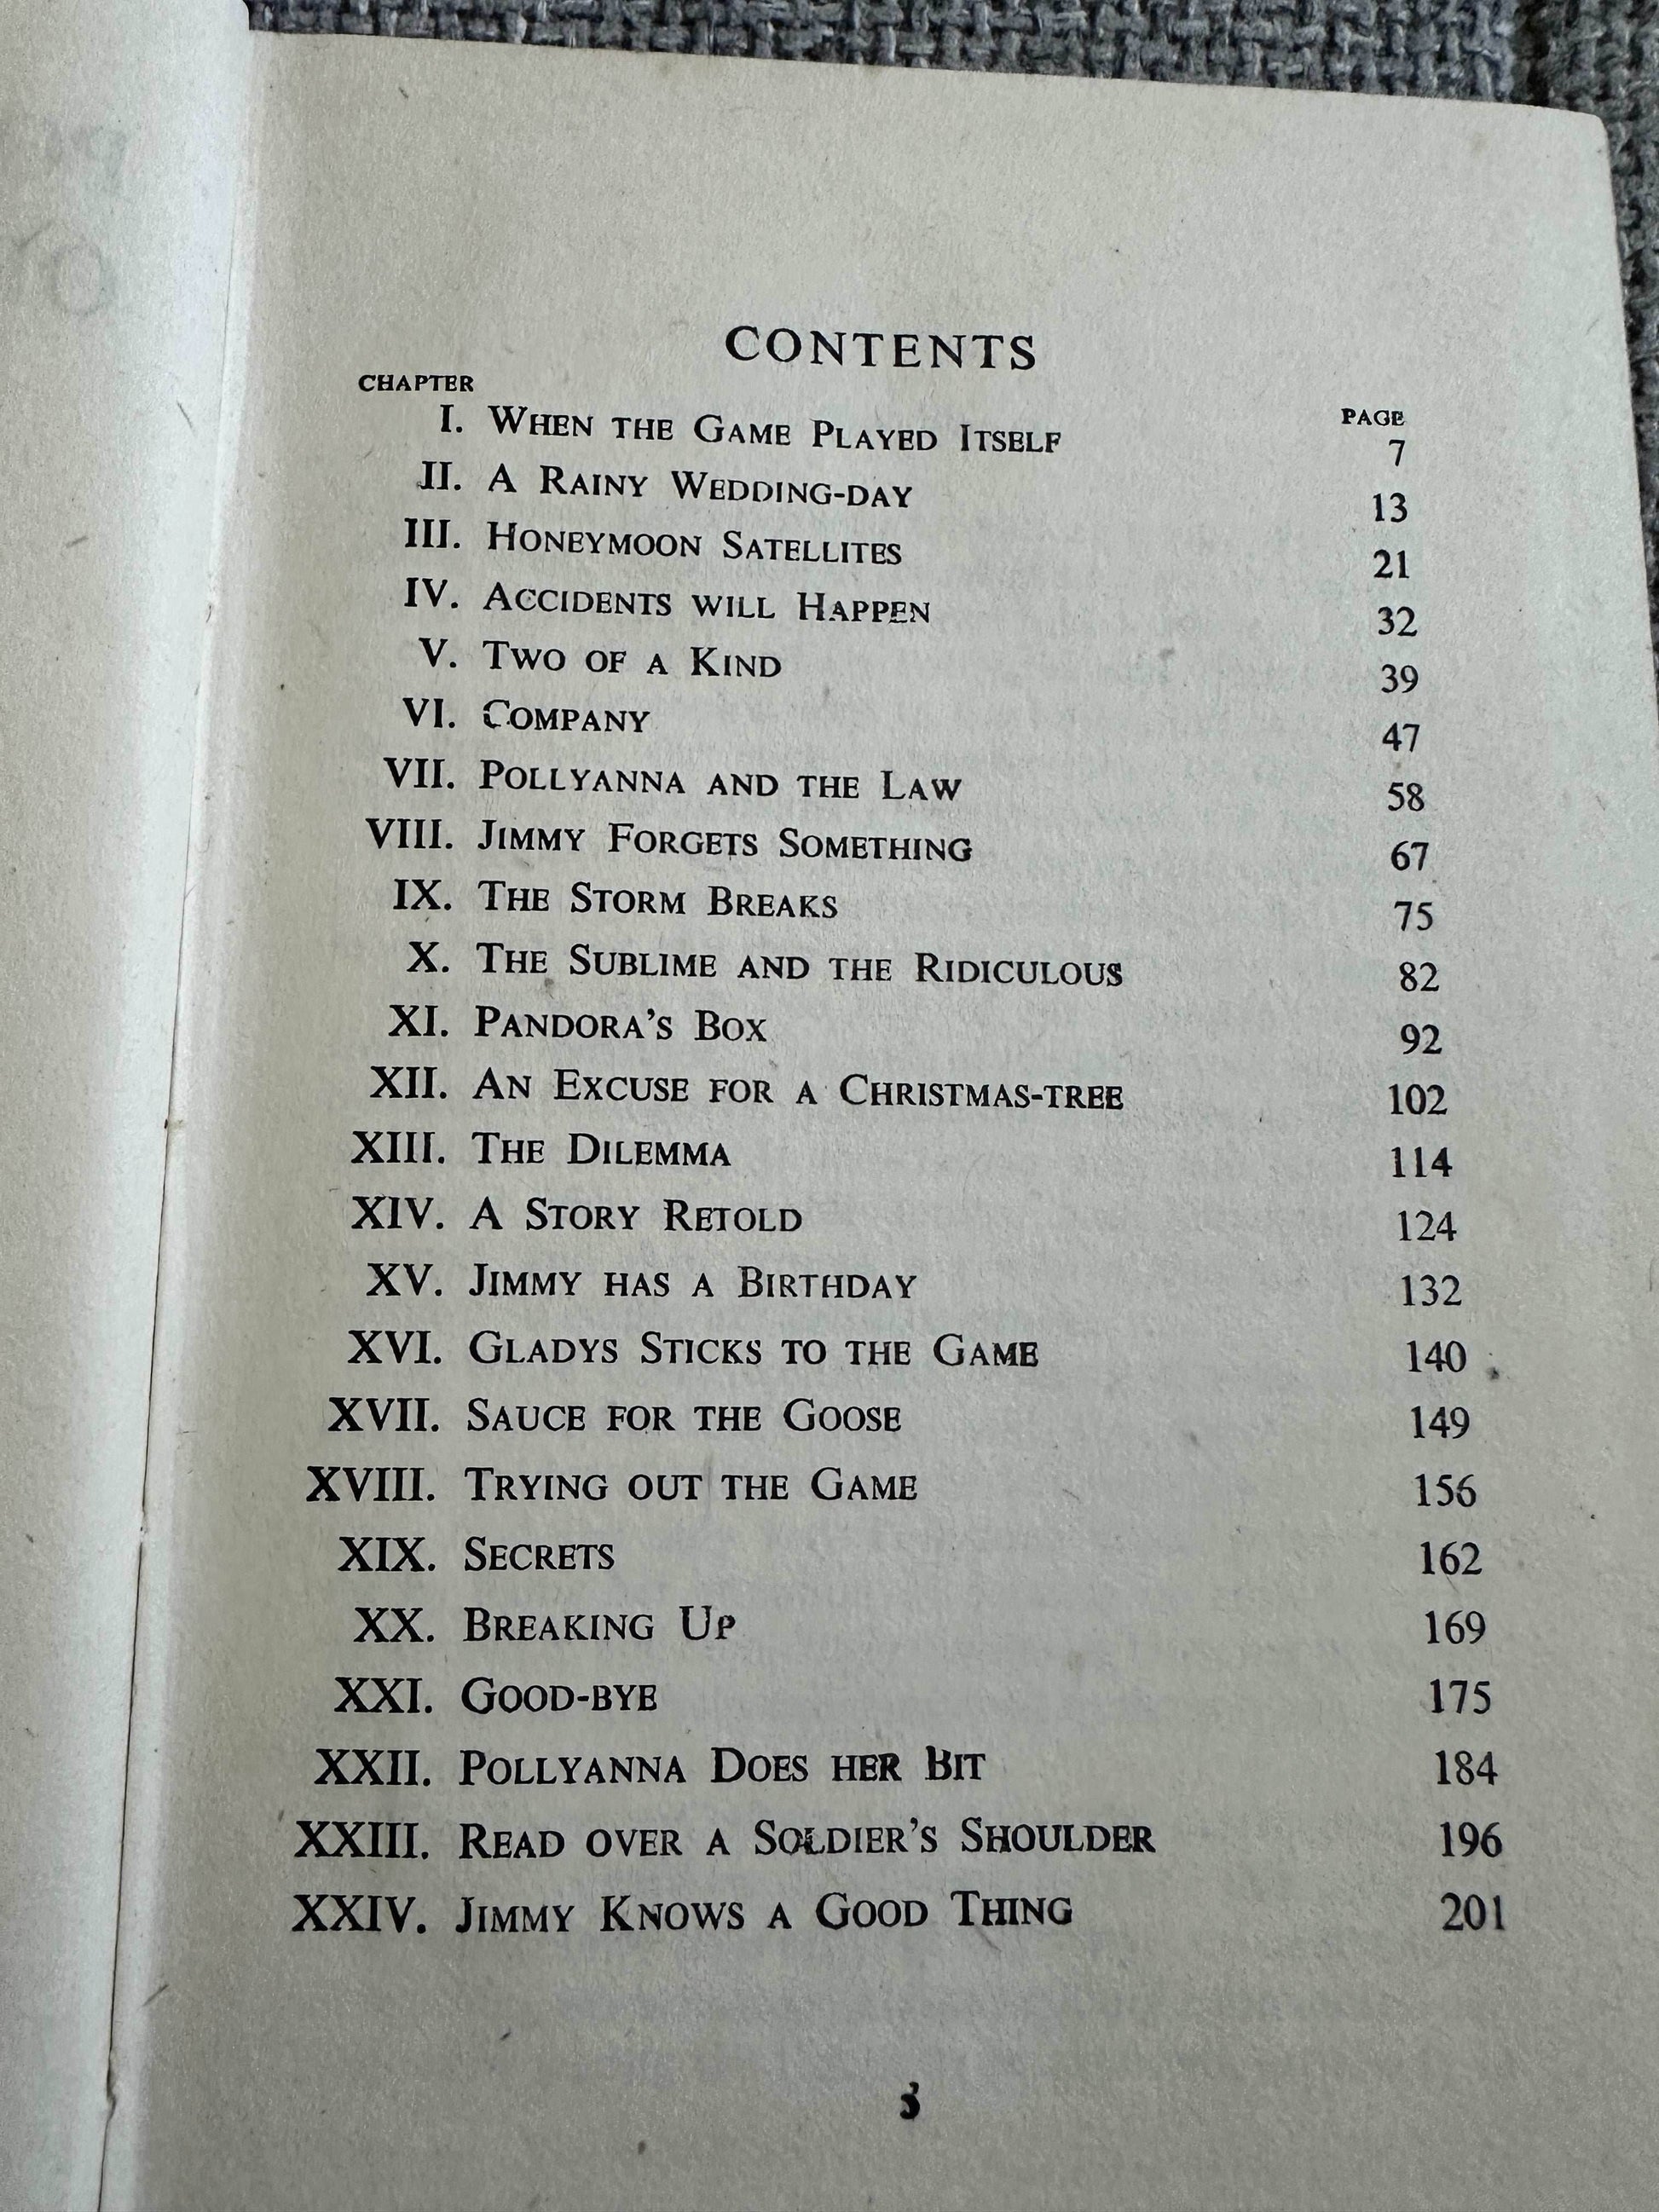 CONTENTS
CHAPTER PAGE
I. When the Game Played Itself 7
II. A Rainy Wedding-day 13
III. Honeymoon Satellites 21
IV. Accidents will Happen 32
V. Two of a Kind 39
VI. Company 47
VII. Pollyanna and the Law 58
VIII. Jimmy Forgets Something 67
IX. The Storm Breaks 75
X. The Sublime and the Ridiculous 82
XI. Pandora's Box 92
XII. An Excuse for a Christmas-tree 102
XIII. The Dilemma 114
XIV. A Story Retold 124
XV. Jimmy has a Birthday 132
XVI. Gladys Sticks to the Game 140
XVII. Sauce for the Goose 149
XVIII. Trying out the Game 156
XIX. Secrets 162
XX. Breaking Up 169
XXI. Good-bye 175
XXII. Pollyanna Does her Bit 184
XXIII. Read over a Soldier's Shoulder 196
XXIV. Jimmy Knows a Good Thing 201